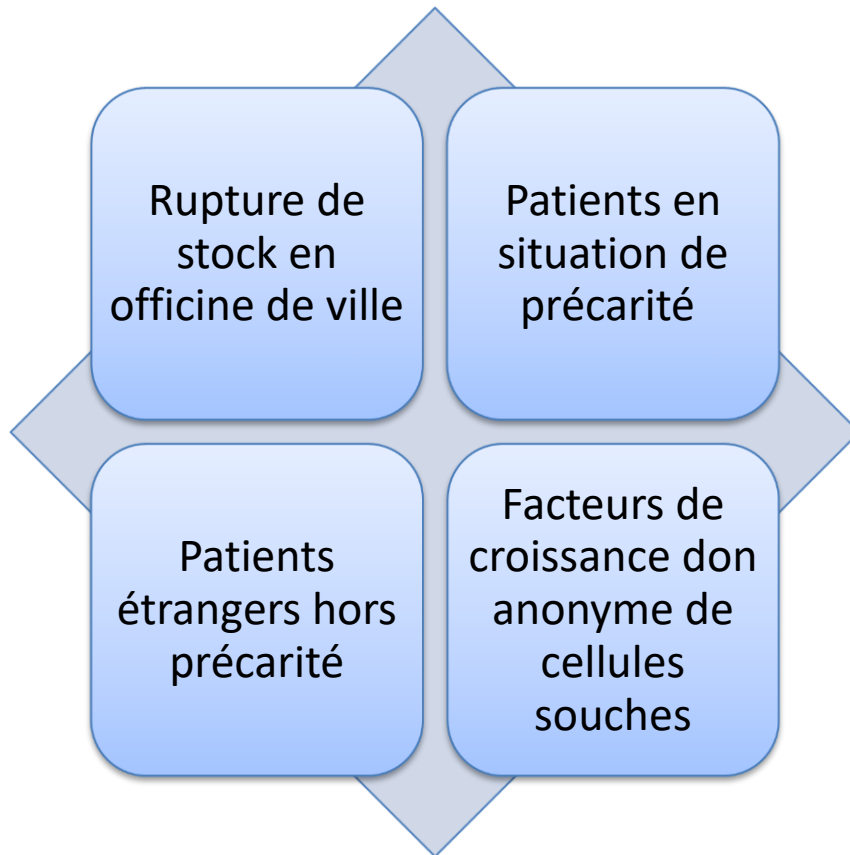 Rupture de
stock en
officine de ville
Patients en
situation de
précarité
Patients
étrangers hors
précarité
Facteurs de
croissance don
anonyme de
cellules
souches